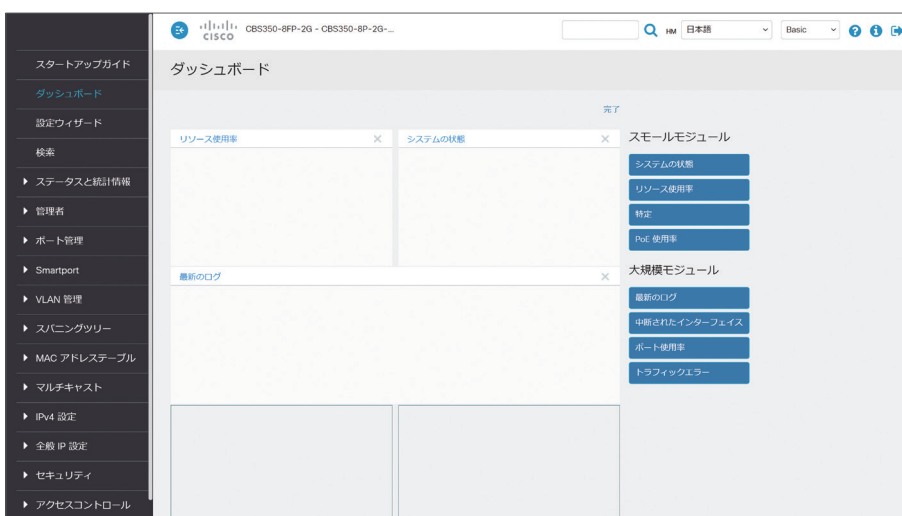 CISCO
CBS350-8FP-2G - CBS350-8P-2G-...
HM 日本語
Basic
スタートアップガイド
ダッシュボード
設定ウィザード
検索
ステータスと統計情報
管理者
ポート管理
Smartport
VLAN 管理
スパニングツリー
MAC アドレステーブル
マルチキャスト
IPv4 設定
全般 IP 設定
セキュリティ
アクセスコントロール
ダッシュボード
完了
リソース使用率
システムの状態
最新のログ
スモールモジュール
システムの状態
リソース使用率
特定
PoE 使用率
大規模モジュール
最新のログ
中断されたインターフェイス
ポート使用率
トラフィックエラー